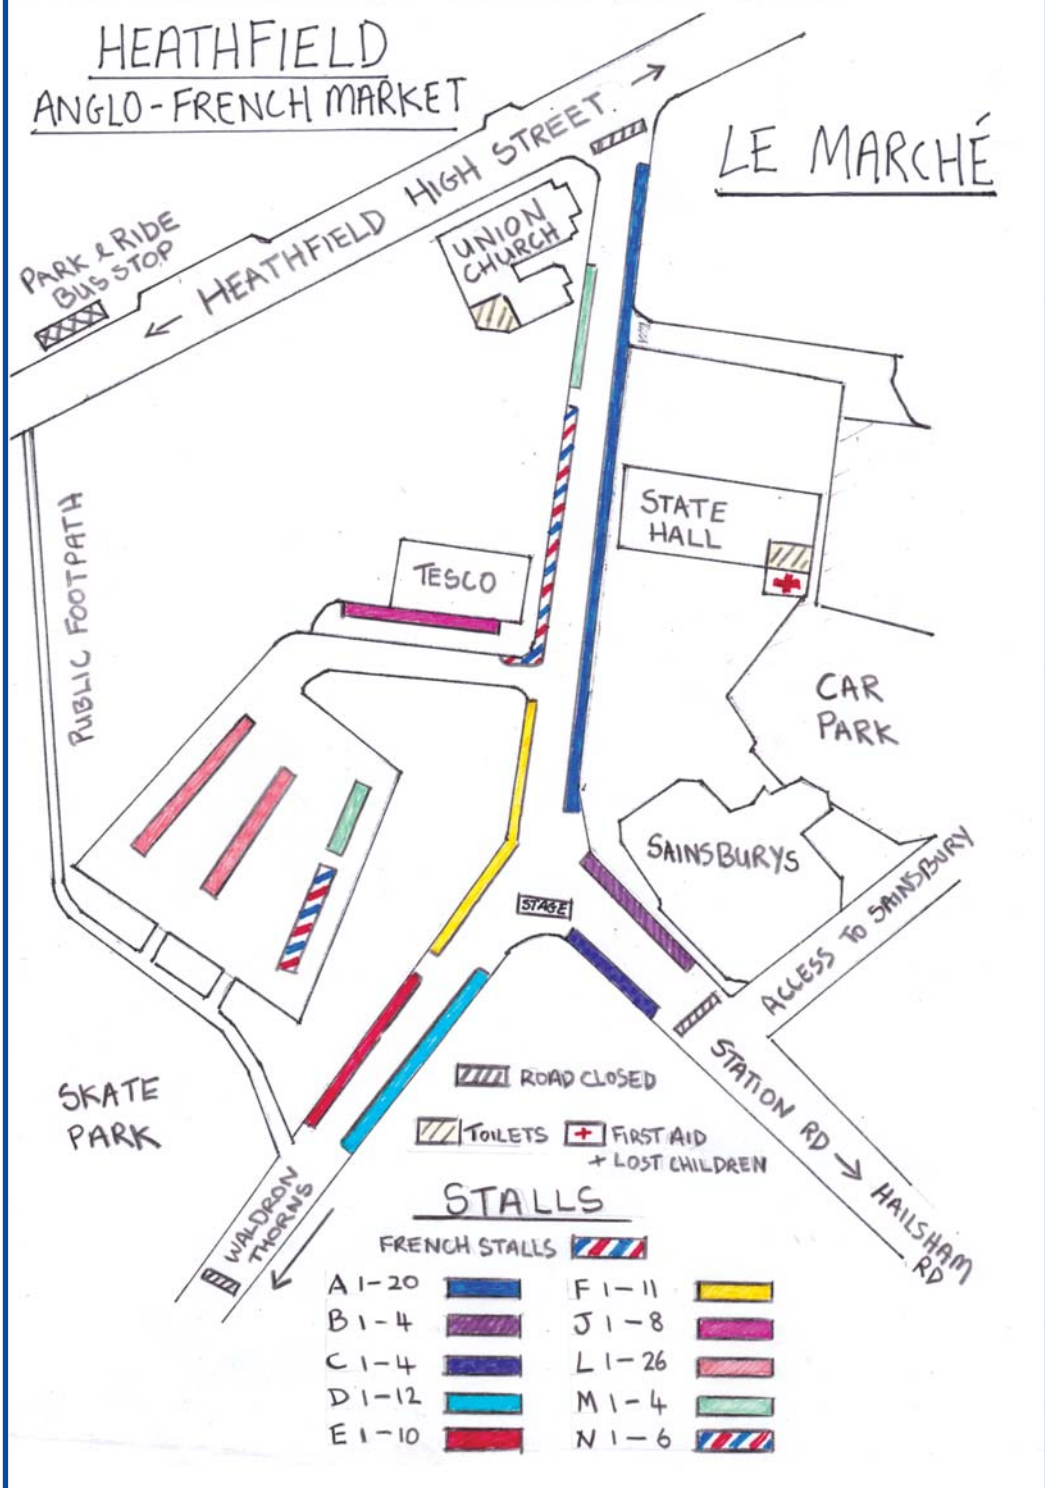 HEATHFIELD
ANGLO-FRENCH MARKET
LE MARCHÉ
PARK & RIDE
BUS STOP
HEATHFIELD HIGH STREET
UNION
CHURCH
STATE
HALL
TESCO
PUBLIC FOOTPATH
CAR
PARK
SAINSBURYS
STAGE
ACCESS TO SAINSBURY
STATION RD → HAILSHAM
RD
SKATE
PARK
WALDRON
THORNS
ROAD CLOSED
TOILETS
FIRST AID
+ LOST CHILDREN
STALLS
FRENCH STALLS
A 1-20
B 1-4
C 1-4
D 1-12
E 1-10
F 1-11
J 1-8
L 1-26
M 1-4
N 1-6